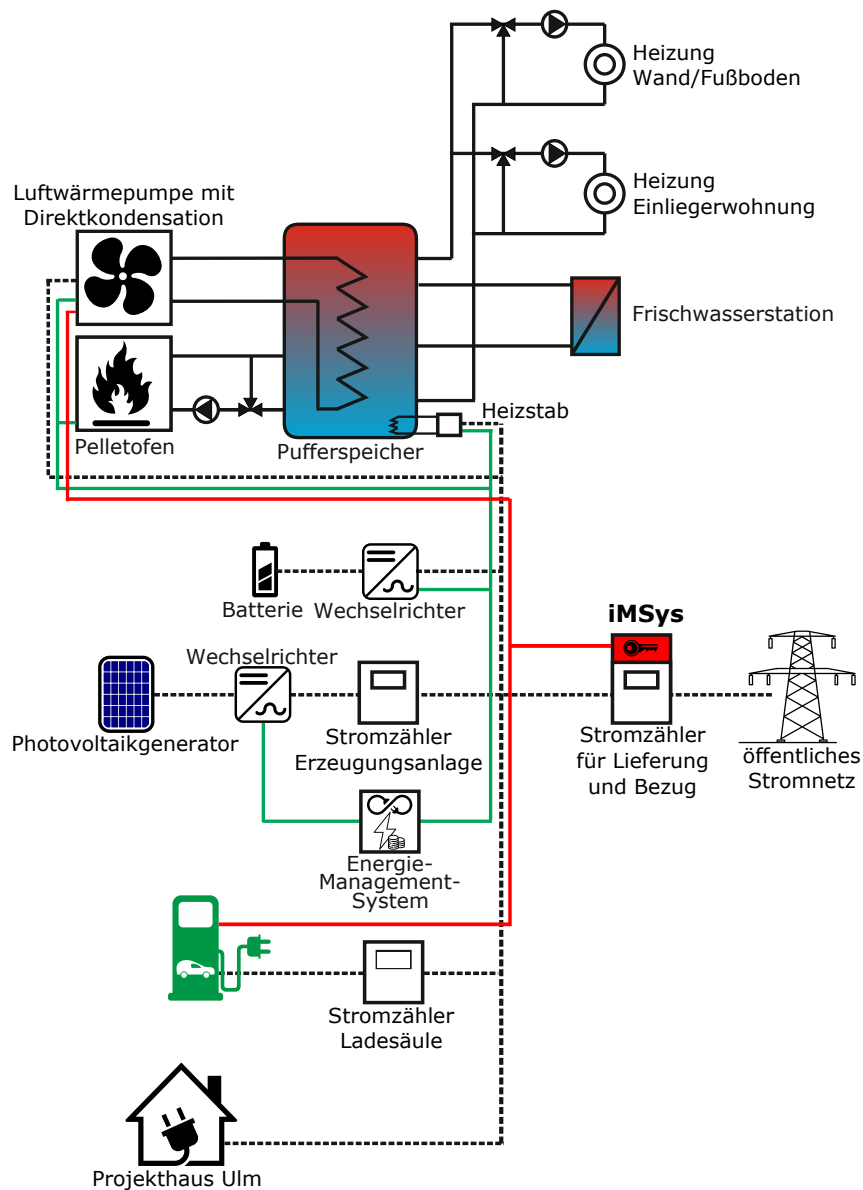 Heizung
Wand/Fußboden
Luftwärmepumpe mit
Direktkondensation
Heizung
Einliegerwohnung
Frischwasserstation
Heizstab
Pelletofen
Pufferspeicher
Batterie
Wechselrichter
iMSys
Wechselrichter
Photovoltaikgenerator
Stromzähler
Erzeugungsanlage
Stromzähler
für Lieferung
und Bezug
öffentliches
Stromnetz
Energie-
Management-
System
Stromzähler
Ladesäule
Projekthaus Ulm